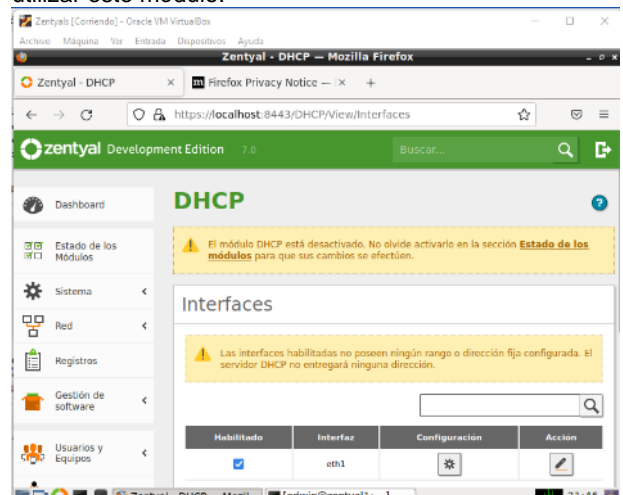 utilizar este módulo.
Zentyals [Corriendo] - Oracle VM VirtualBox
Archivo Máquina Ver Entrada Dispositivos Ayuda
Zentyal - DHCP — Mozilla Firefox
Zentyal - DHCP × Firefox Privacy Notice — × +
https://localhost:8443/DHCP/View/Interfaces
zentyal Development Edition 7.0 Buscar...
Dashboard
Estado de los Módulos
Sistema
Red
Registros
Gestión de software
Usuarios y Equipos
DHCP
El módulo DHCP está desactivado. No olvide activarlo en la sección Estado de los
módulos para que sus cambios se efectúen.
Interfaces
Las interfaces habilitadas no poseen ningún rango o dirección fija configurada. El
servidor DHCP no entregará ninguna dirección.
Habilitado Interfaz Configuración Acción
eth1